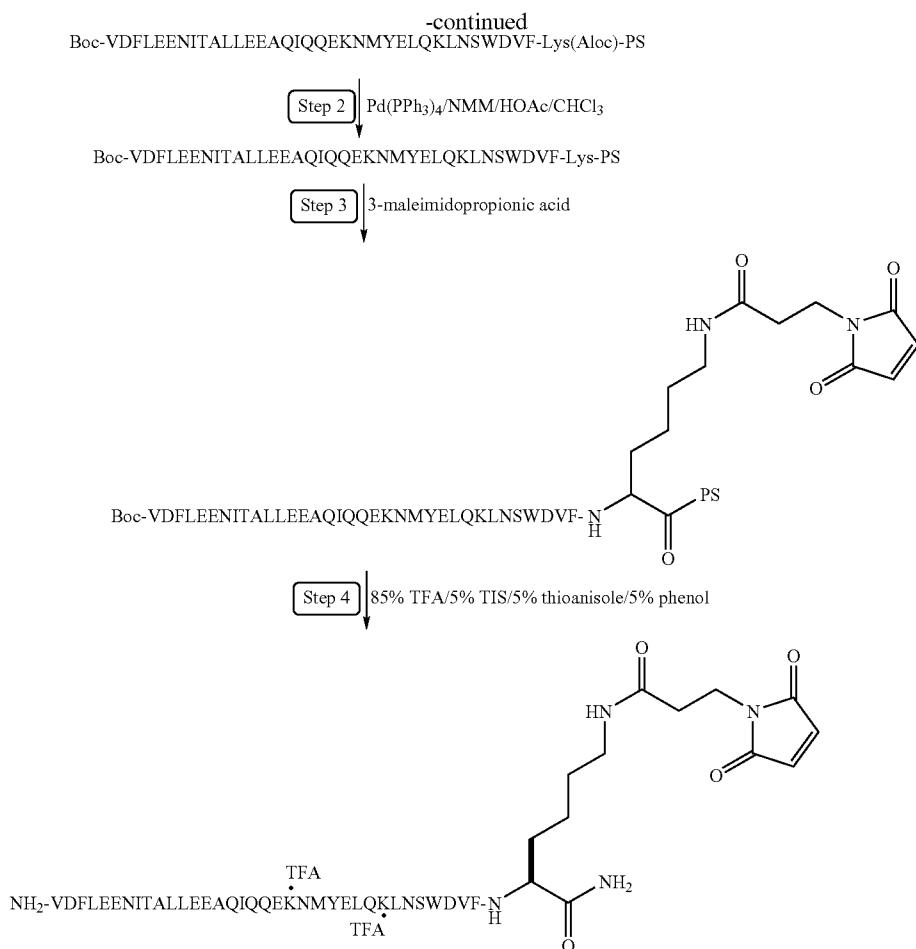 -continued
Boc-VDFLEENITALLEEAQIQQEKNMYELQKLNSWDVF-Lys(Aloc)-PS
Step 2 Pd(PPh3)4/NMM/HOAc/CHCl3
Boc-VDFLEENITALLEEAQIQQEKNMYELQKLNSWDVF-Lys-PS
Step 3 3-maleimidopropionic acid
O
O
HN
N
O
PS
Boc-VDFLEENITALLEEAQIQQEKNMYELQKLNSWDVF-N
H
O
Step 4 85% TFA/5% TIS/5% thioanisole/5% phenol
O
O
HN
N
O
TFA
NH2
NH2-VDFLEENITALLEEAQIQQEKNMYELQKLNSWDVF-N
H
TFA
O